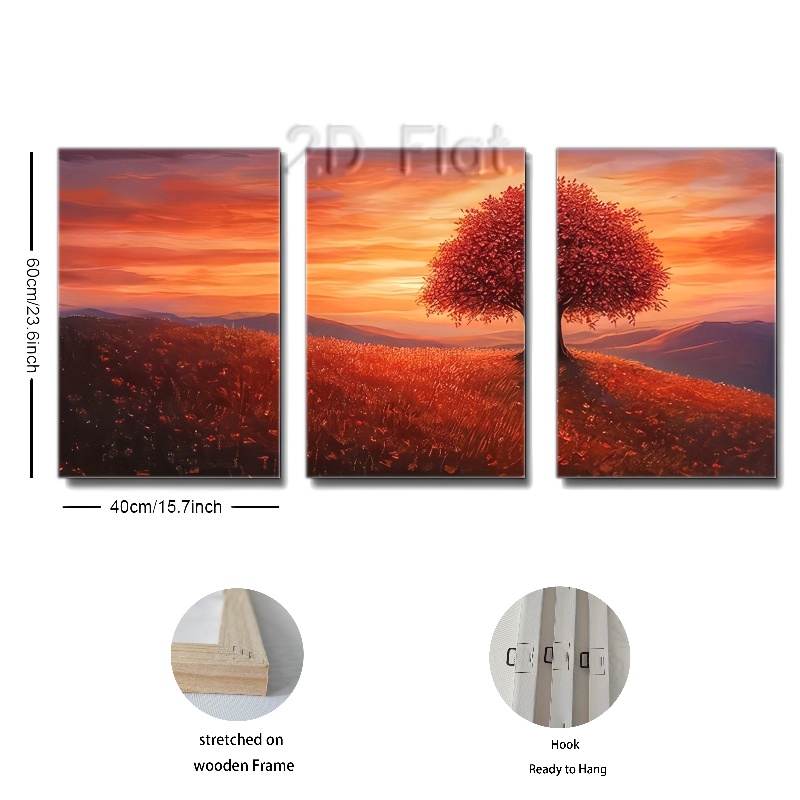 2D Flat
60cm/23.6inch
40cm/15.7inch
stretched on
wooden Frame
Hook
Ready to Hang